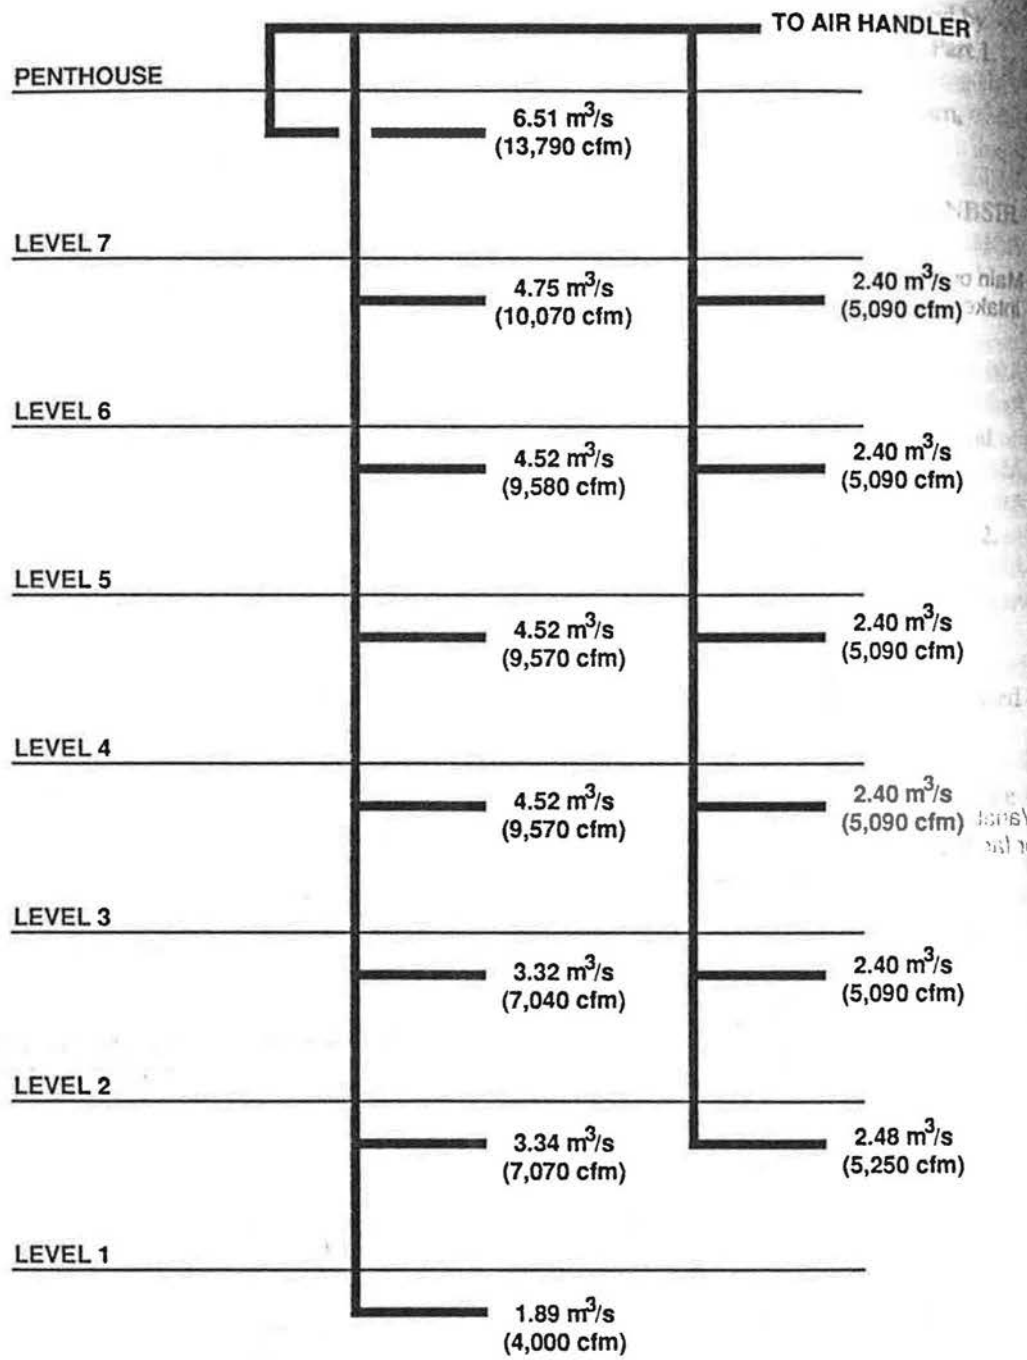 TO AIR HANDLER
Part 1.
PENTHOUSE
6.51 m³/s
(13,790 cfm)
NBSIR
LEVEL 7
4.75 m³/s
(10,070 cfm)
2.40 m³/s
(5,090 cfm)
Main
LEVEL 6
4.52 m³/s
(9,580 cfm)
2.40 m³/s
(5,090 cfm)
LEVEL 5
4.52 m³/s
(9,570 cfm)
2.40 m³/s
(5,090 cfm)
LEVEL 4
4.52 m³/s
(9,570 cfm)
2.40 m³/s
(5,090 cfm)
LEVEL 3
3.32 m³/s
(7,040 cfm)
2.40 m³/s
(5,090 cfm)
LEVEL 2
3.34 m³/s
(7,070 cfm)
2.48 m³/s
(5,250 cfm)
LEVEL 1
1.89 m³/s
(4,000 cfm)